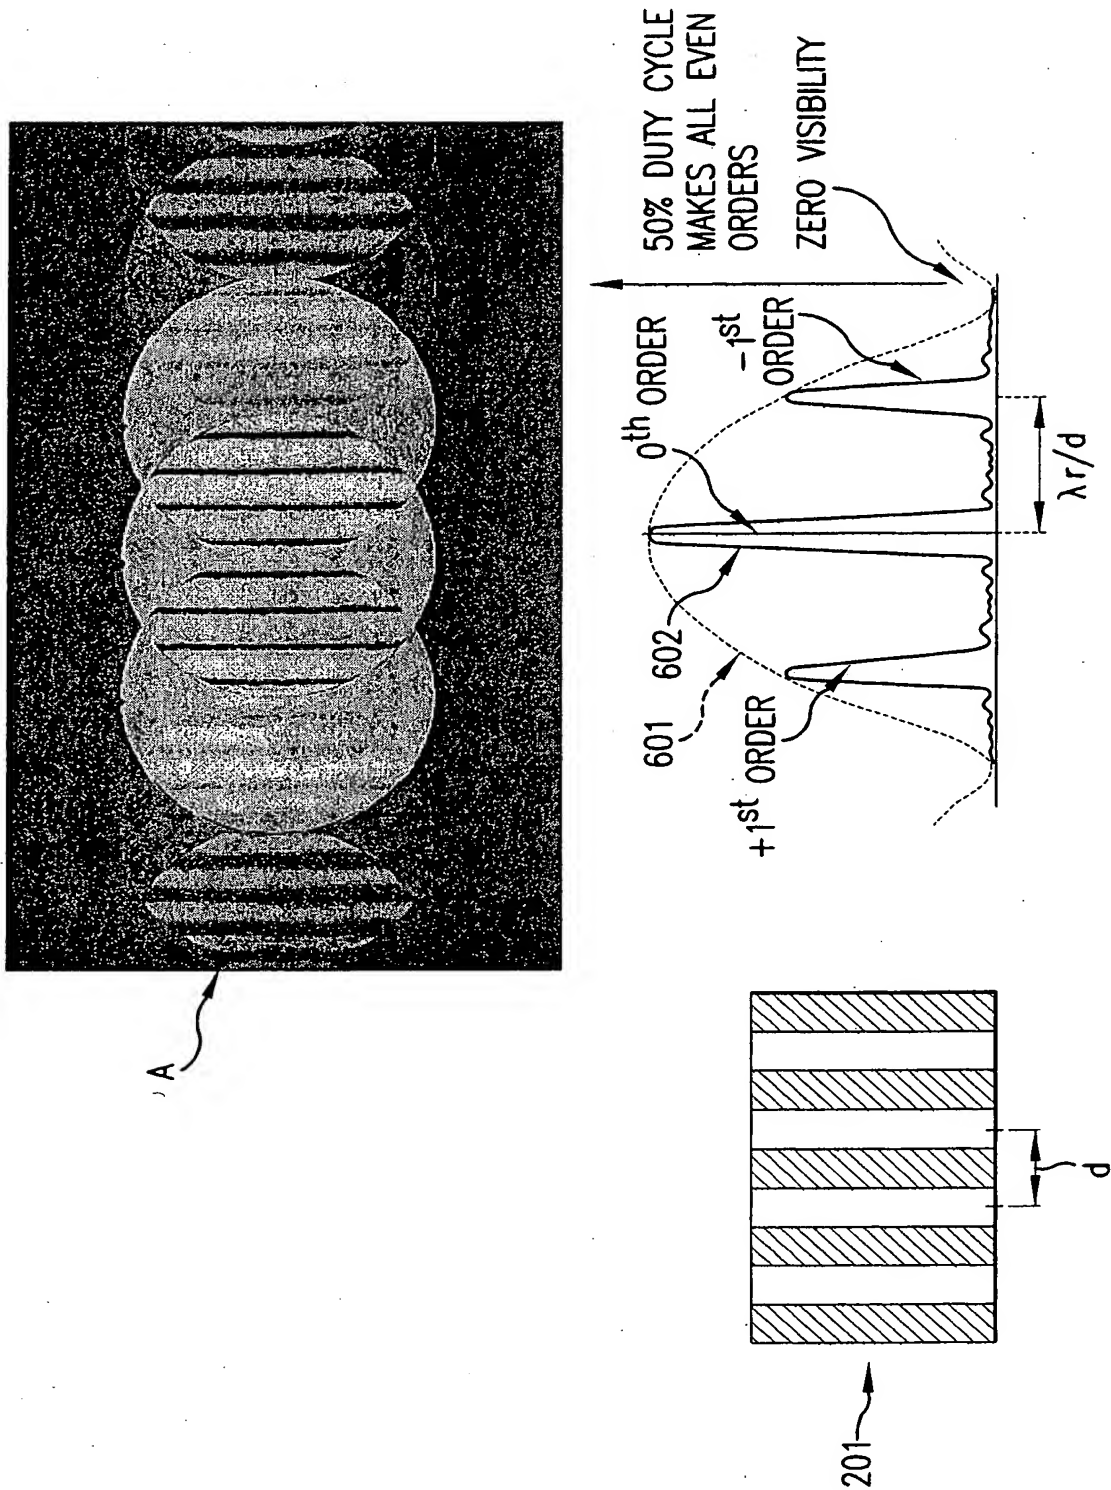 A
50% DUTY CYCLE
MAKES ALL EVEN
ORDERS
ZERO VISIBILITY
0th ORDER
-1st
ORDER
602
601
+1st ORDER
λr/d
201
d